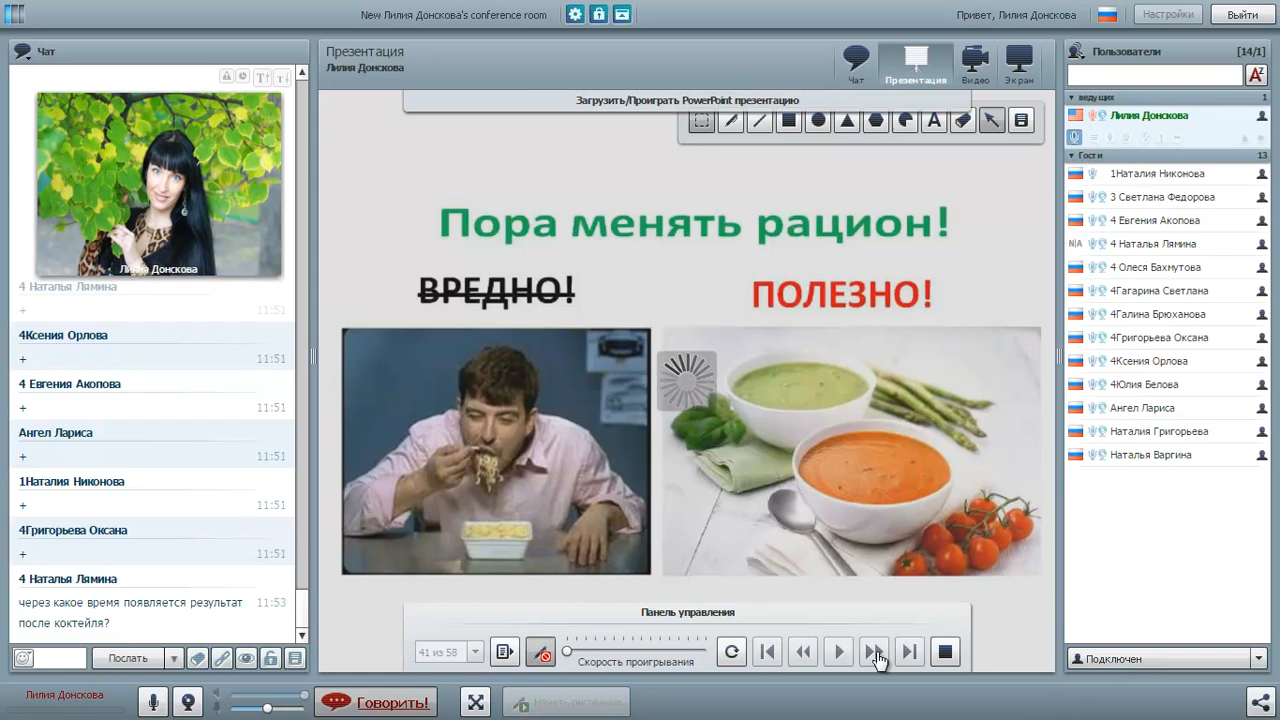 New Лилия Донскова's conference room
Привет, Лилия Донскова
Настройки
Выйти
Чат
Лилия Донскова
4 Наталья Лямина
+
11:51
4Ксения Орлова
+
11:51
4 Евгения Акопова
+
11:51
Ангел Лариса
+
11:51
1Наталия Никонова
+
11:51
4Григорьева Оксана
+
11:51
4 Наталья Лямина
через какое время появляется результат
после коктейля?
11:53
Послать
Презентация
Лилия Донскова
Чат
Презентация
Видео
Экран
Загрузить/Проиграть PowerPoint презентацию
Пора менять рацион!
ВРЕДНО!
ПОЛЕЗНО!
Панель управления
41 из 58
Скорость проигрывания
Пользователи
[14/1]
ведущих
1
Лилия Донскова
Гости
13
1Наталия Никонова
3 Светлана Федорова
4 Евгения Акопова
N/A
4 Наталья Лямина
4 Олеся Бахмутова
4Гагарина Светлана
4Галина Брюханова
4Григорьева Оксана
4Ксения Орлова
4Юлия Белова
Ангел Лариса
Наталия Григорьева
Наталья Варгина
Подключен
Лилия Донскова
Говорить!